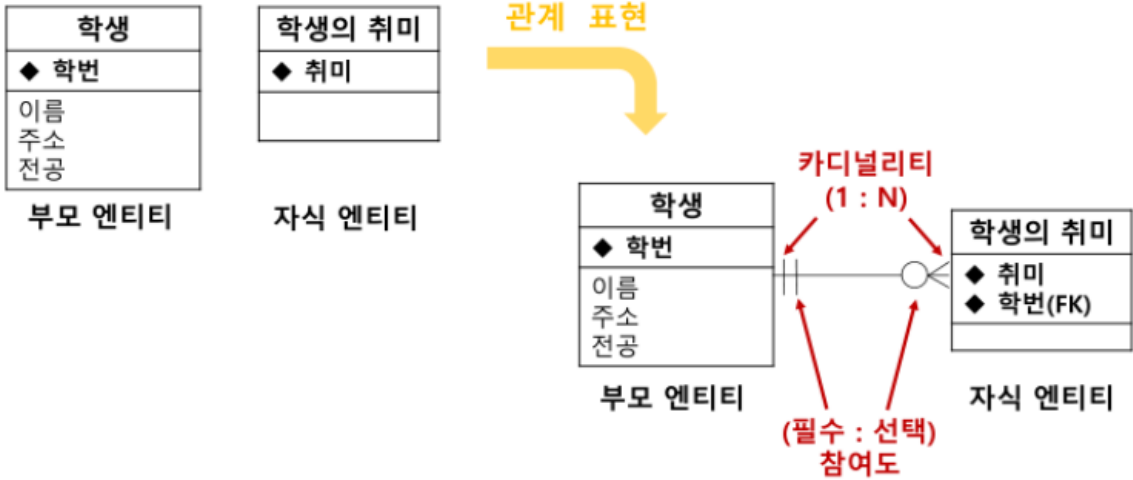 학생
◆ 학번
이름
주소
전공
부모 엔티티
학생의 취미
◆ 취미
자식 엔티티
관계 표현
카디널리티
(1 : N)
학생
◆ 학번
이름
주소
전공
부모 엔티티
학생의 취미
◆ 취미
◆ 학번(FK)
자식 엔티티
(필수 : 선택)
참여도